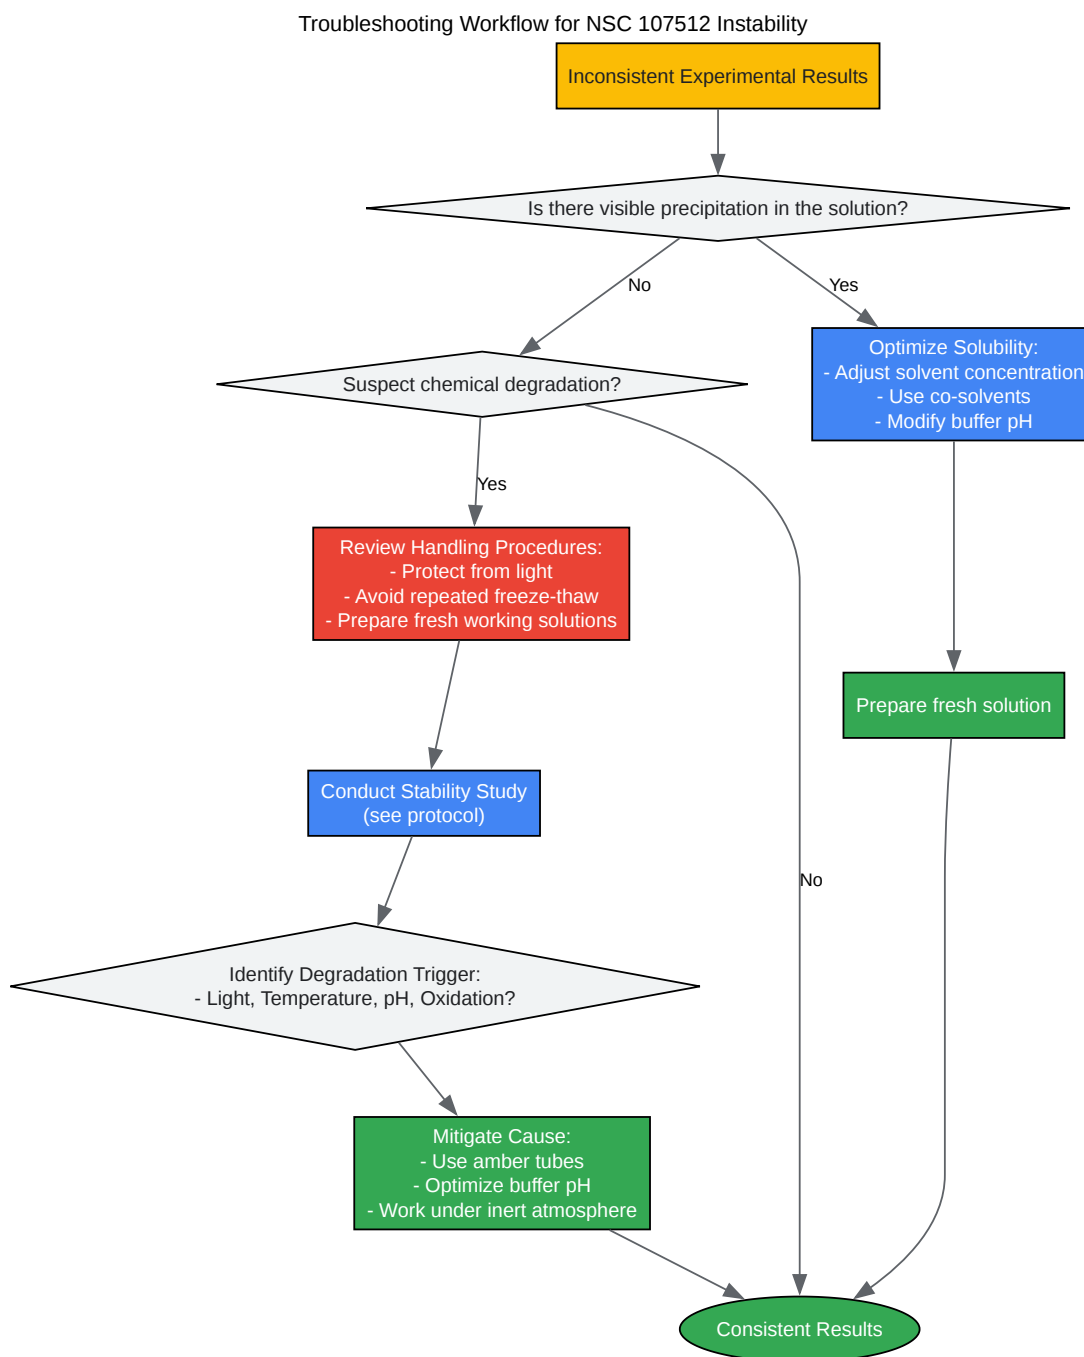 Troubleshooting Workflow for NSC 107512 Instability
Inconsistent Experimental Results
Is there visible precipitation in the solution?
No
Yes
Optimize Solubility:
- Adjust solvent concentration
- Use co-solvents
- Modify buffer pH
Suspect chemical degradation?
Yes
Review Handling Procedures:
- Protect from light
- Avoid repeated freeze-thaw
- Prepare fresh working solutions
Prepare fresh solution
Conduct Stability Study
(see protocol)
No
Identify Degradation Trigger:
- Light, Temperature, pH, Oxidation?
Mitigate Cause:
- Use amber tubes
- Optimize buffer pH
- Work under inert atmosphere
Consistent Results